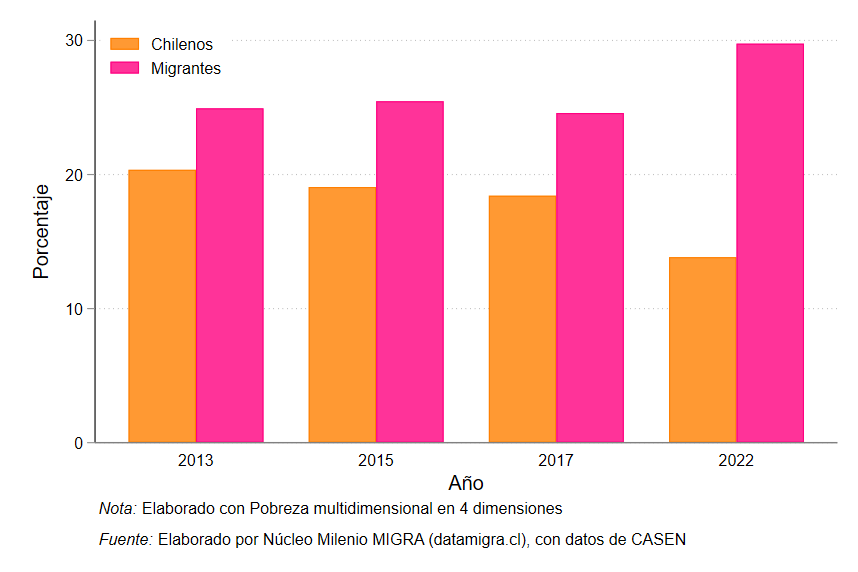 30
Chilenos
Migrantes
20
Porcentaje
10
0
2013 2015 2017 2022
Año
Nota: Elaborado con Pobreza multidimensional en 4 dimensiones
Fuente: Elaborado por Núcleo Milenio MIGRA (datamigra.cl), con datos de CASEN